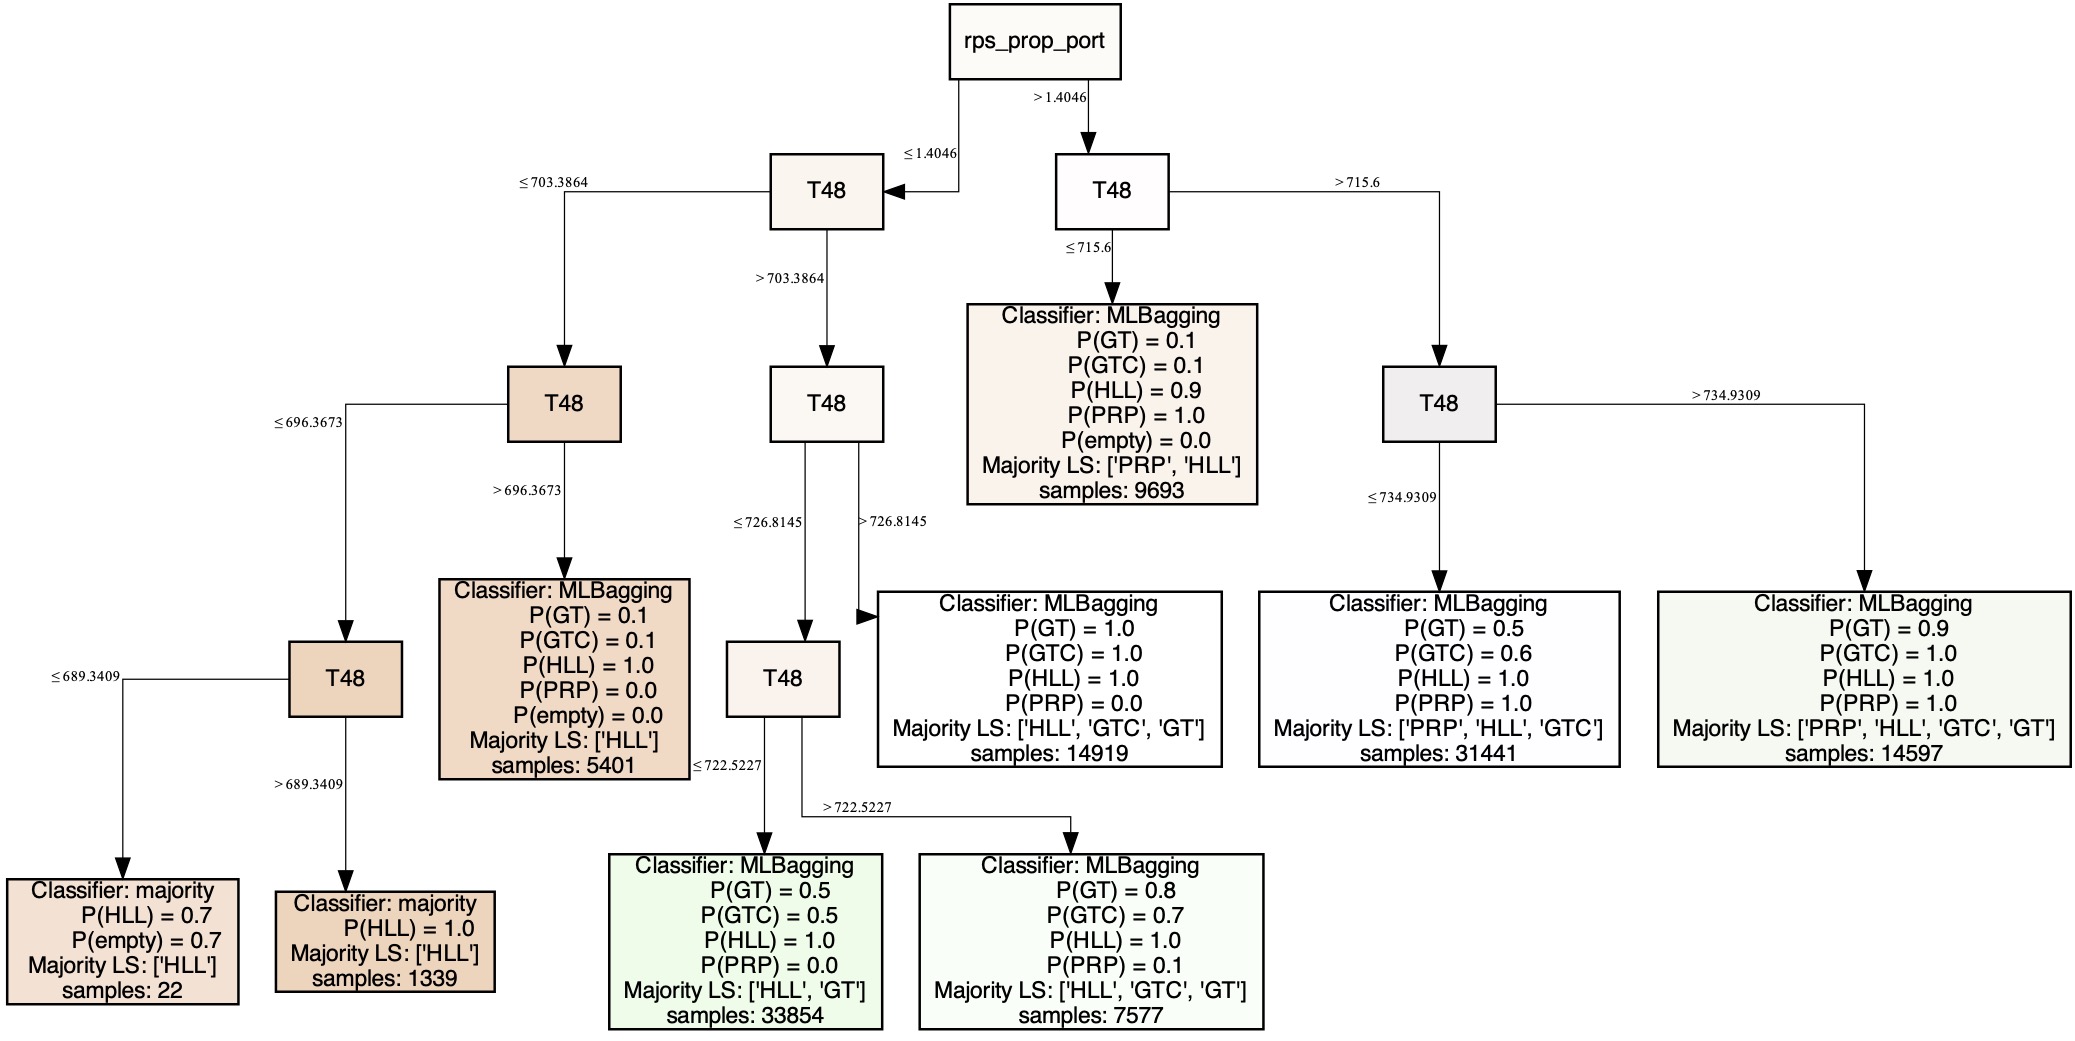 rps_prop_port
>1.4046
≤1.4046
T48
T48
≤703.3864
>715.6
≤715.6
>703.3864
Classifier: MLBagging
P(GT) = 0.1
P(GTC) = 0.1
P(HLL) = 0.9
P(PRP) = 1.0
P(empty) = 0.0
Majority LS: ['PRP', 'HLL']
samples: 9693
T48
T48
T48
≤696.3673
>734.9309
>696.3673
≤734.9309
≤726.8145
>726.8145
Classifier: MLBagging
P(GT) = 0.1
P(GTC) = 0.1
P(HLL) = 1.0
P(PRP) = 0.0
P(empty) = 0.0
Majority LS: ['HLL']
samples: 5401
Classifier: MLBagging
P(GT) = 1.0
P(GTC) = 1.0
P(HLL) = 1.0
P(PRP) = 0.0
Majority LS: ['HLL', 'GTC', 'GT']
samples: 14919
Classifier: MLBagging
P(GT) = 0.5
P(GTC) = 0.6
P(HLL) = 1.0
P(PRP) = 1.0
Majority LS: ['PRP', 'HLL', 'GTC']
samples: 31441
Classifier: MLBagging
P(GT) = 0.9
P(GTC) = 1.0
P(HLL) = 1.0
P(PRP) = 1.0
Majority LS: ['PRP', 'HLL', 'GTC', 'GT']
samples: 14597
T48
T48
≤689.3409
>689.3409
≤722.5227
>722.5227
Classifier: majority
P(HLL) = 0.7
P(empty) = 0.7
Majority LS: ['HLL']
samples: 22
Classifier: majority
P(HLL) = 1.0
Majority LS: ['HLL']
samples: 1339
Classifier: MLBagging
P(GT) = 0.5
P(GTC) = 0.5
P(HLL) = 1.0
P(PRP) = 0.0
Majority LS: ['HLL', 'GT']
samples: 33854
Classifier: MLBagging
P(GT) = 0.8
P(GTC) = 0.7
P(HLL) = 1.0
P(PRP) = 0.1
Majority LS: ['HLL', 'GTC', 'GT']
samples: 7577